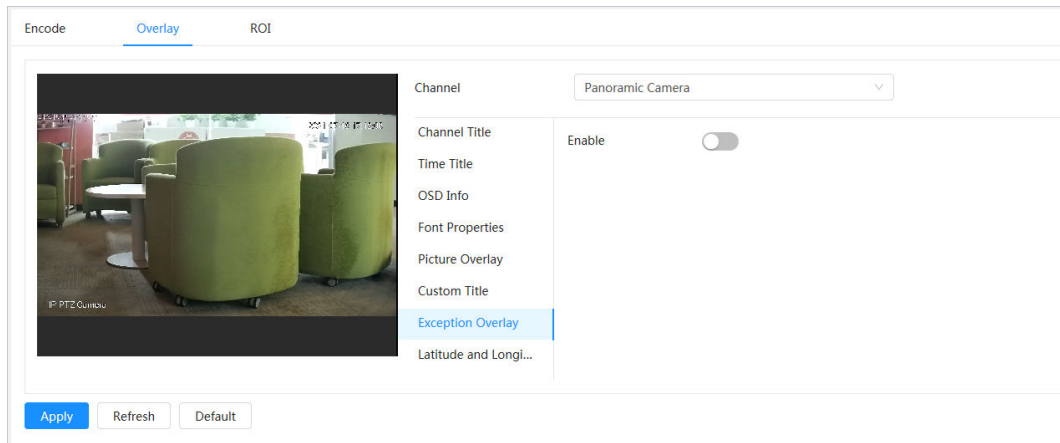 Encode Overlay ROI
Channel Panoramic Camera
Channel Title
Enable
Time Title
OSD Info
Font Properties
Picture Overlay
Custom Title
IP PTZ Camera
Exception Overlay
Latitude and Longi...
Apply Refresh Default